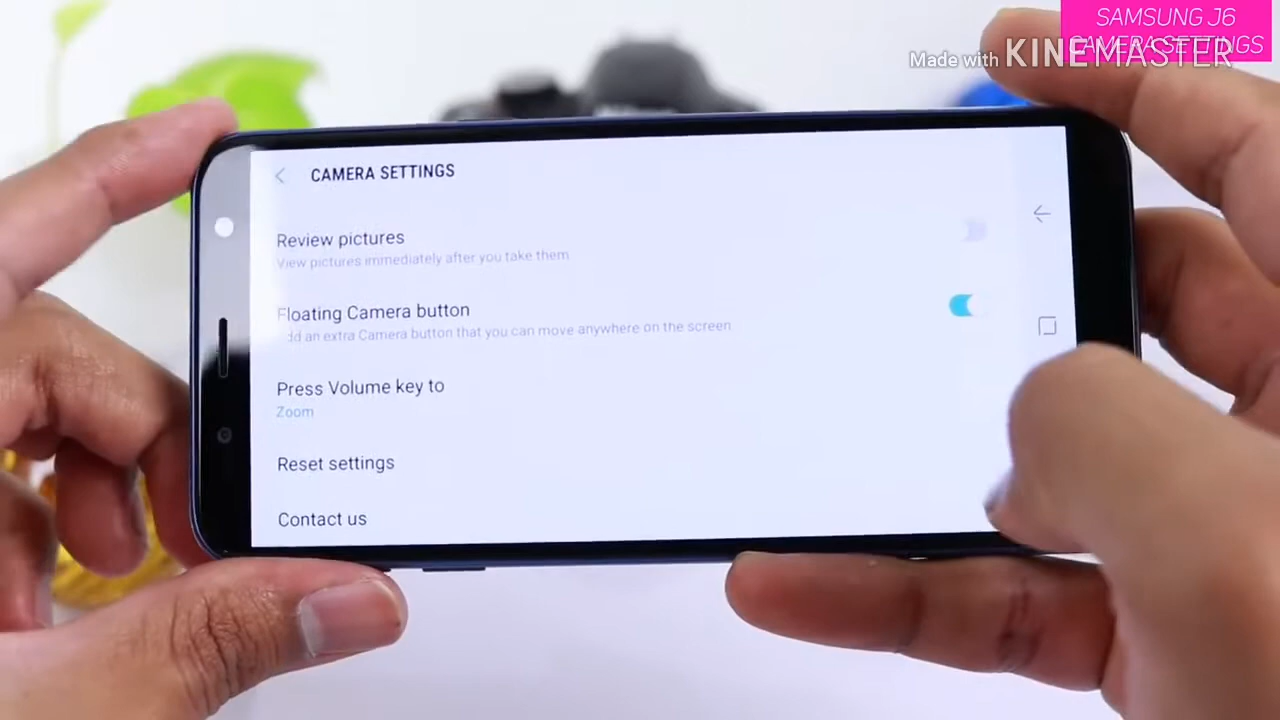 SAMSUNG J6
CAMERA SETTINGS
Made with KINEMASTER
CAMERA SETTINGS
Review pictures
View pictures immediately after you take them
Floating Camera button
dd an extra Camera button that you can move anywhere on the screen
Press Volume key to
Zoom
Reset settings
Contact us